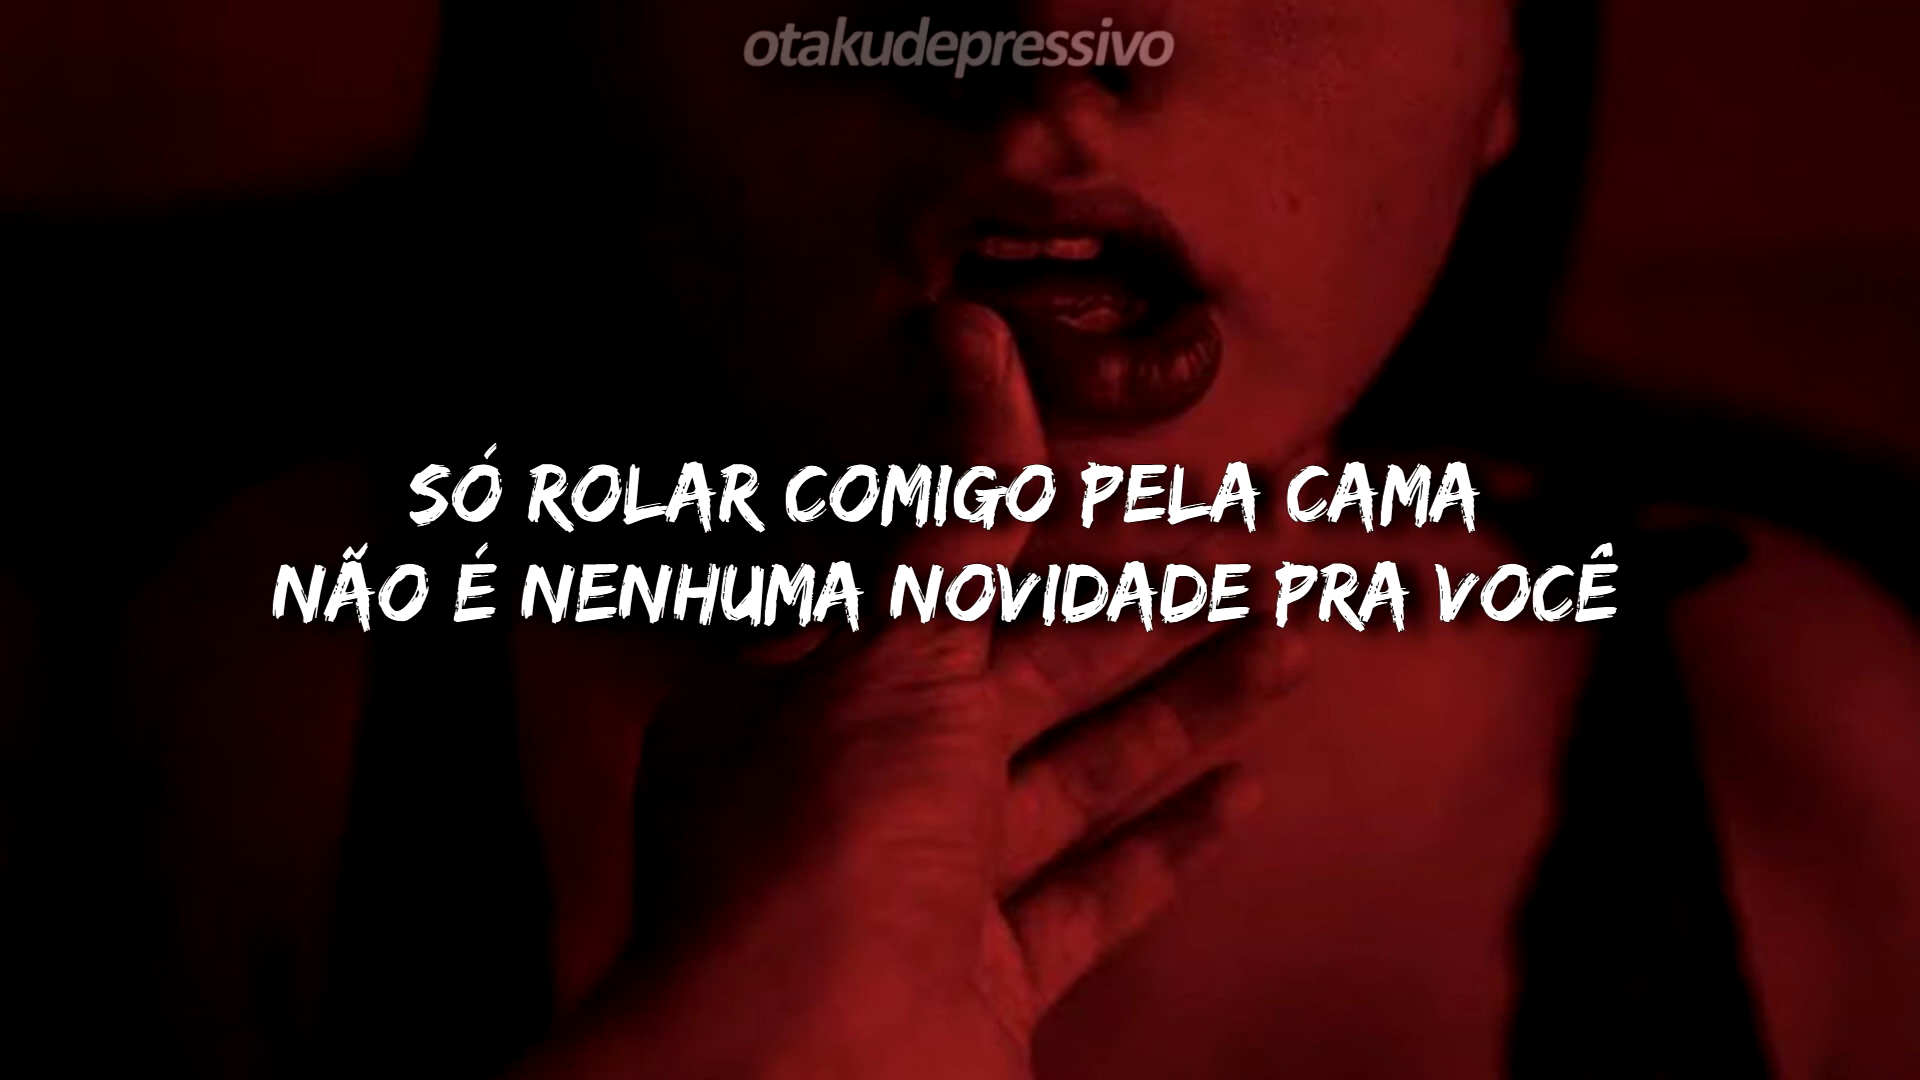 otakudepressivo
SÓ ROLAR COMIGO PELA CAMA
NÃO É NENHUMA NOVIDADE PRA VOCÊ